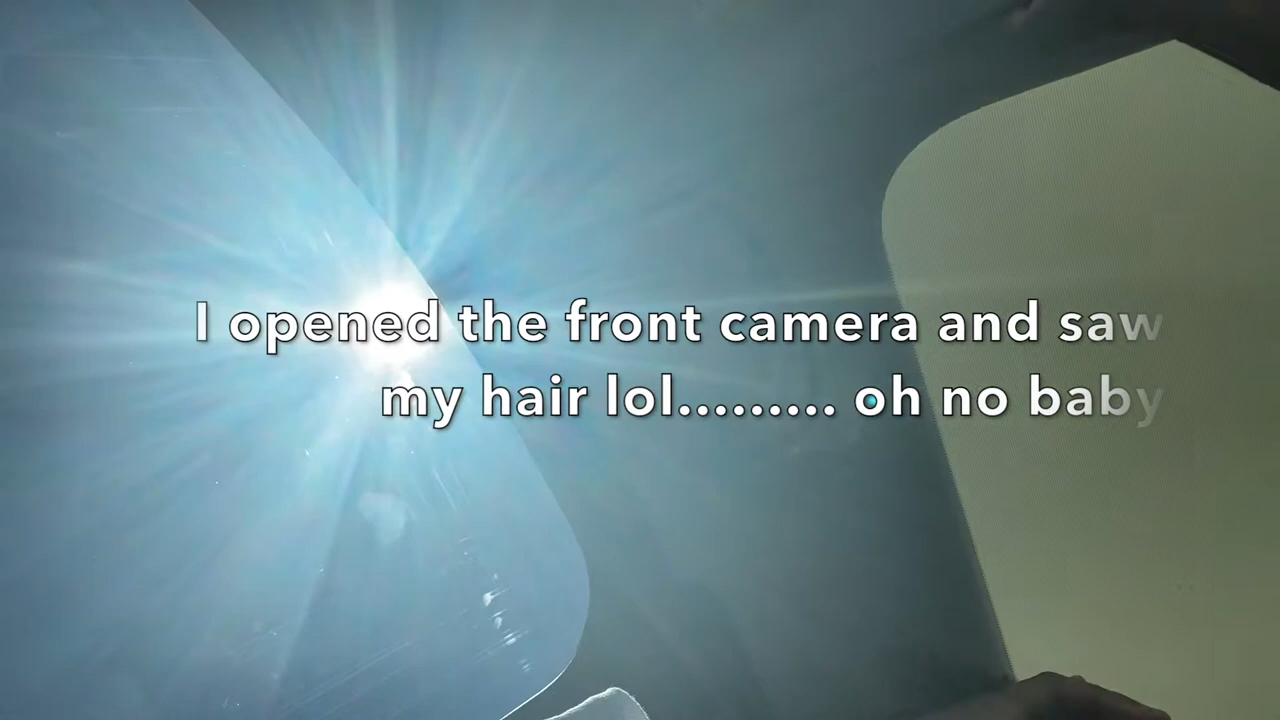 I opened the front camera and saw
my hair lol......... oh no baby